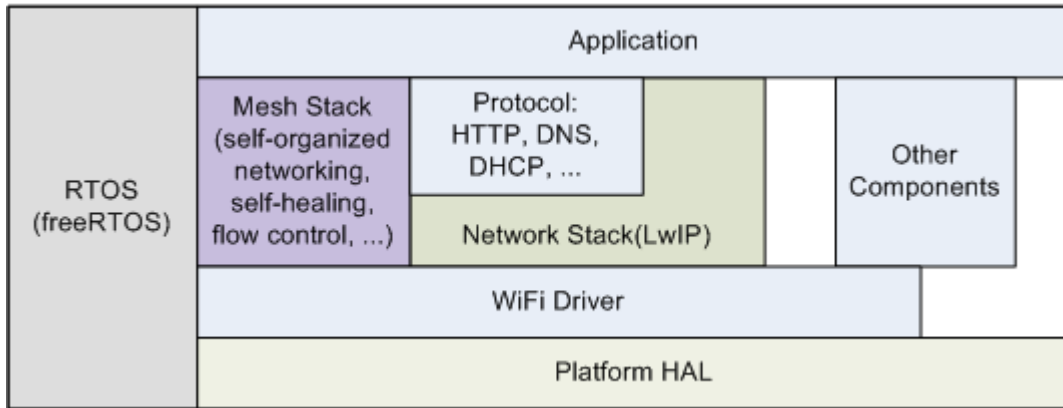 Application
Mesh Stack
(self-organized
networking,
self-healing,
flow control, ...)
Protocol:
HTTP, DNS,
DHCP, ...
Network Stack(LwIP)
Other
Components
RTOS
(freeRTOS)
WiFi Driver
Platform HAL